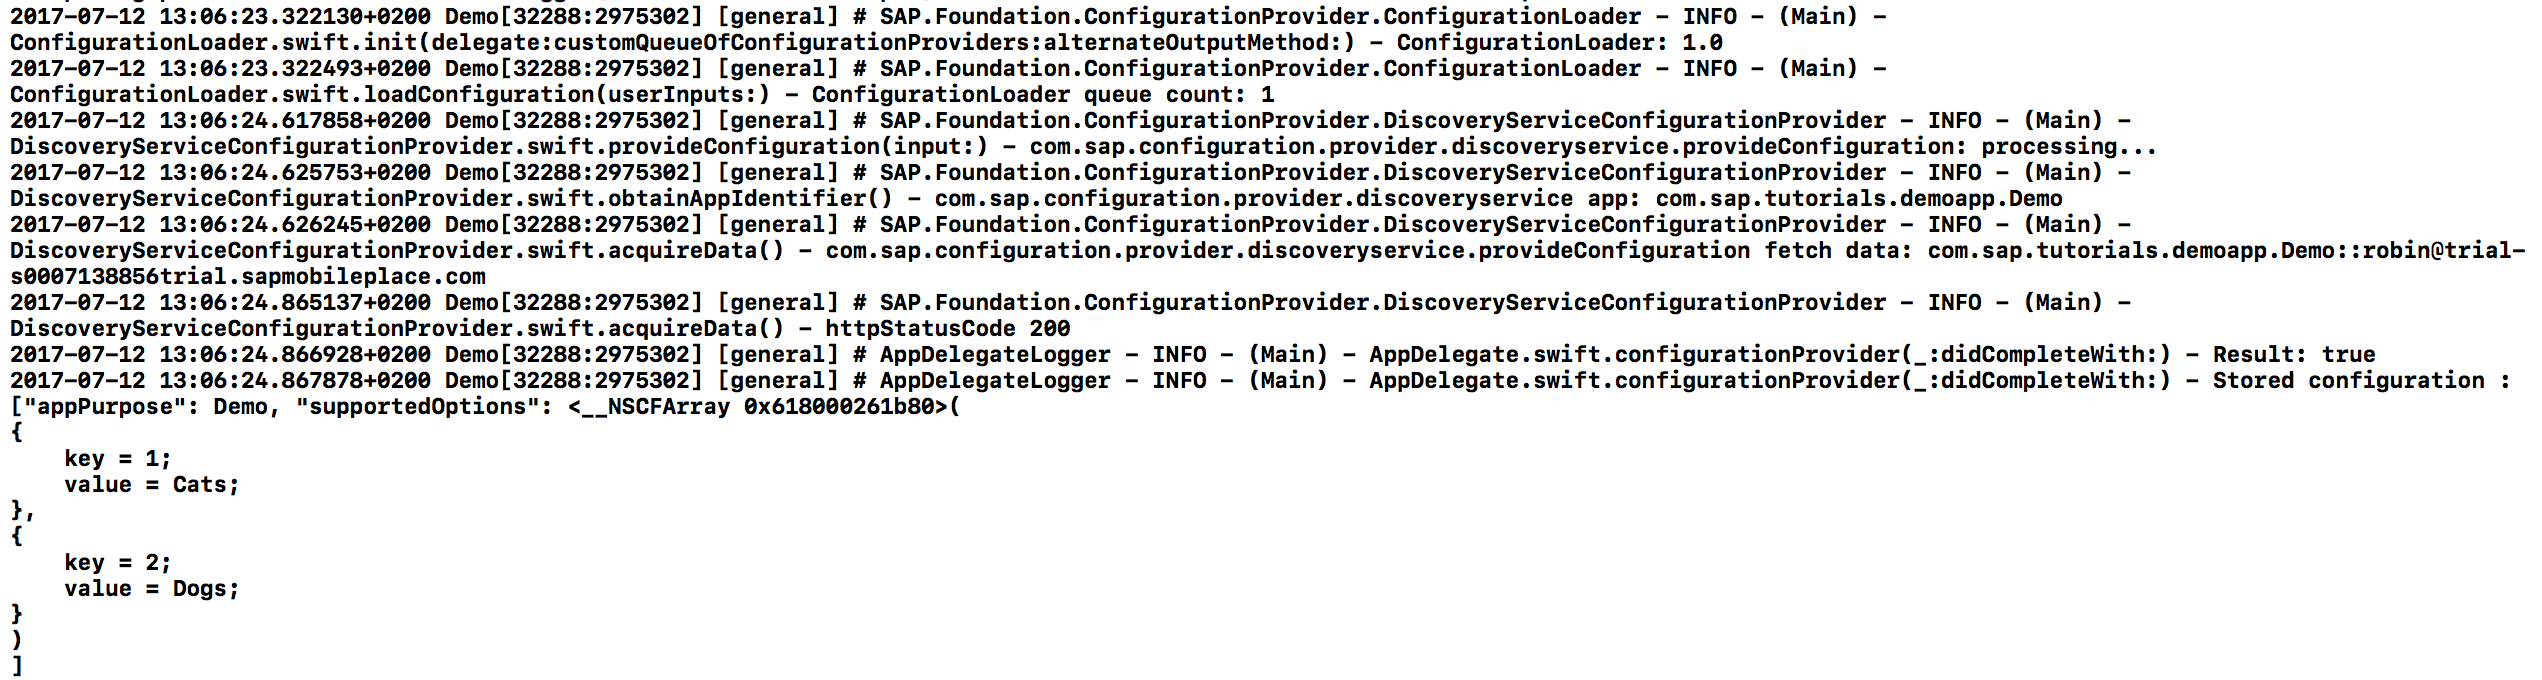 2017-07-12 13:06:23.322130+0200 Demo[32288:2975302] [general] # SAP.Foundation.ConfigurationProvider.ConfigurationLoader - INFO - (Main) -
ConfigurationLoader.swift.init(delegate:customQueueOfConfigurationProviders:alternateOutputMethod:) - ConfigurationLoader: 1.0
2017-07-12 13:06:23.322493+0200 Demo[32288:2975302] [general] # SAP.Foundation.ConfigurationProvider.ConfigurationLoader - INFO - (Main) -
ConfigurationLoader.swift.loadConfiguration(userInputs:) - ConfigurationLoader queue count: 1
2017-07-12 13:06:24.617858+0200 Demo[32288:2975302] [general] # SAP.Foundation.ConfigurationProvider.DiscoveryServiceConfigurationProvider - INFO - (Main) -
DiscoveryServiceConfigurationProvider.swift.provideConfiguration(input:) - com.sap.configuration.provider.discoveryservice.provideConfiguration: processing...
2017-07-12 13:06:24.625753+0200 Demo[32288:2975302] [general] # SAP.Foundation.ConfigurationProvider.DiscoveryServiceConfigurationProvider - INFO - (Main) -
DiscoveryServiceConfigurationProvider.swift.obtainAppIdentifier() - com.sap.configuration.provider.discoveryservice app: com.sap.tutorials.demoapp.Demo
2017-07-12 13:06:24.626245+0200 Demo[32288:2975302] [general] # SAP.Foundation.ConfigurationProvider.DiscoveryServiceConfigurationProvider - INFO - (Main) -
DiscoveryServiceConfigurationProvider.swift.acquireData() - com.sap.configuration.provider.discoveryservice.provideConfiguration fetch data: com.sap.tutorials.demoapp.Demo::robin@trial-
s0007138856trial.sapmobileplace.com
2017-07-12 13:06:24.865137+0200 Demo[32288:2975302] [general] # SAP.Foundation.ConfigurationProvider.DiscoveryServiceConfigurationProvider - INFO - (Main) -
DiscoveryServiceConfigurationProvider.swift.acquireData() - httpStatusCode 200
2017-07-12 13:06:24.866928+0200 Demo[32288:2975302] [general] # AppDelegateLogger - INFO - (Main) - AppDelegate.swift.configurationProvider(_:didCompleteWith:) - Result: true
2017-07-12 13:06:24.867878+0200 Demo[32288:2975302] [general] # AppDelegateLogger - INFO - (Main) - AppDelegate.swift.configurationProvider(_:didCompleteWith:) - Stored configuration :
["appPurpose": Demo, "supportedOptions": <__NSCFArray 0x618000261b80>(
{
    key = 1;
    value = Cats;
},
{
    key = 2;
    value = Dogs;
}
)
]